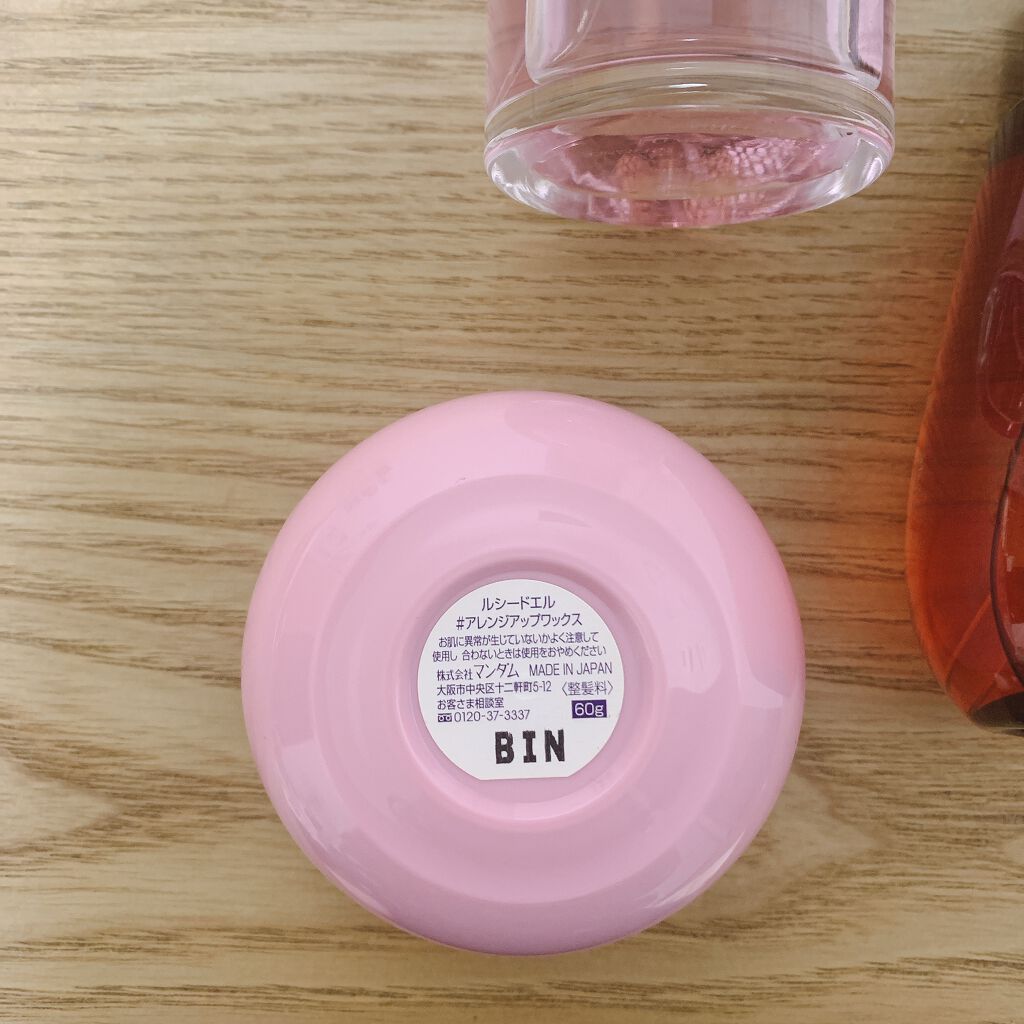 ルシードエル
#アレンジアップワックス
お肌に異常が生じていないかよく注意して
使用し 合わないときは使用をおやめください
株式会社マンダム MADE IN JAPAN
大阪市中央区十二軒町5-12 〈整髪料〉
お客さま相談室
0120-37-3337 60g
BIN